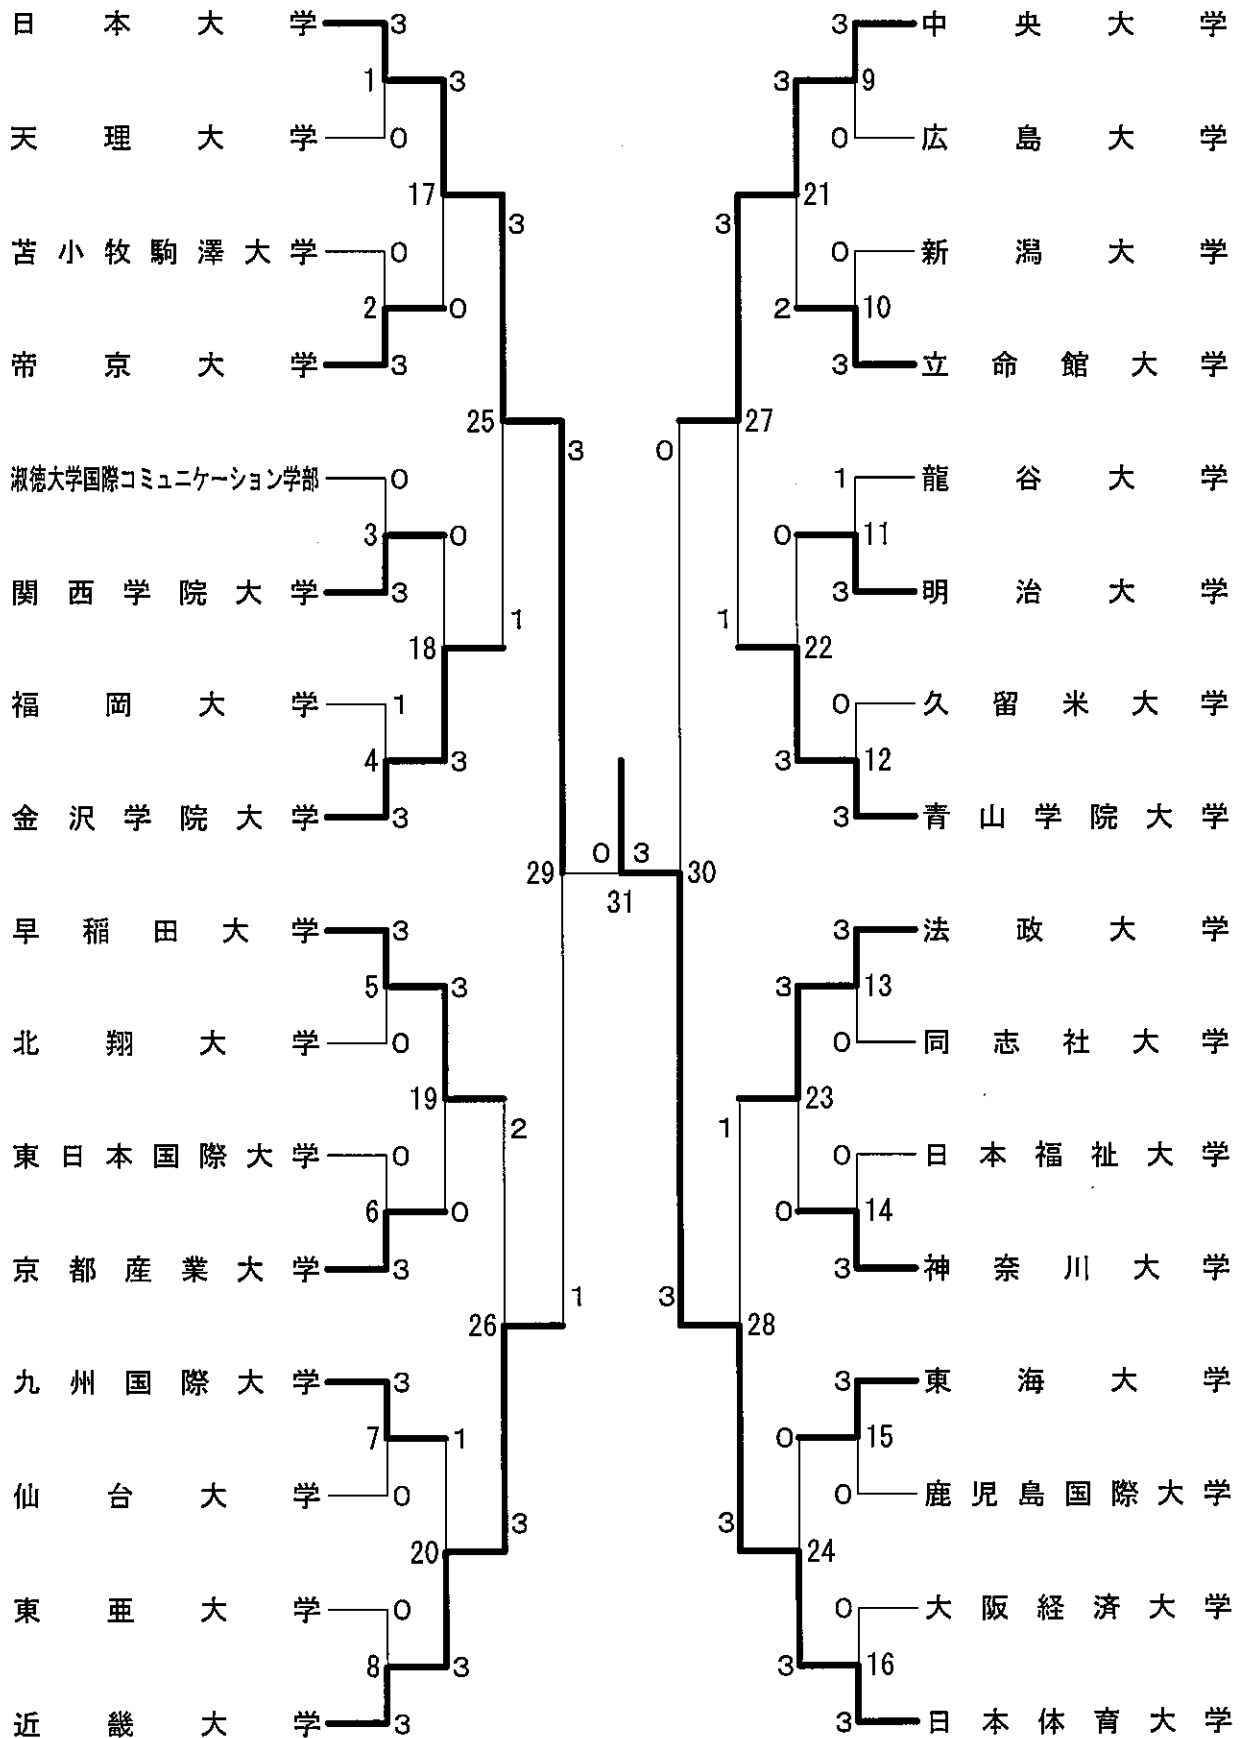 日本大学 3 3 中央大学
1 3 3 9
天理大学 0 0 広島大学
17 3 3 21
苫小牧駒澤大学 0 0 新潟大学
2 0 2 10
帝京大学 3 3 立命館大学
25 3 0 27
淑徳大学国際コミュニケーション学部 0 1 龍谷大学
3 0 0 11
関西学院大学 3 3 明治大学
18 1 1 22
福岡大学 1 0 久留米大学
4 3 3 12
金沢学院大学 3 3 青山学院大学
29 0 3 30
31
早稲田大学 3 3 法政大学
5 3 3 13
北翔大学 0 0 同志社大学
19 2 1 23
東日本国際大学 0 0 日本福祉大学
6 0 0 14
京都産業大学 3 3 神奈川大学
26 1 3 28
九州国際大学 3 3 東海大学
7 1 0 15
仙台大学 0 0 鹿児島国際大学
20 3 3 24
東亜大学 0 0 大阪経済大学
8 3 3 16
近畿大学 3 3 日本体育大学